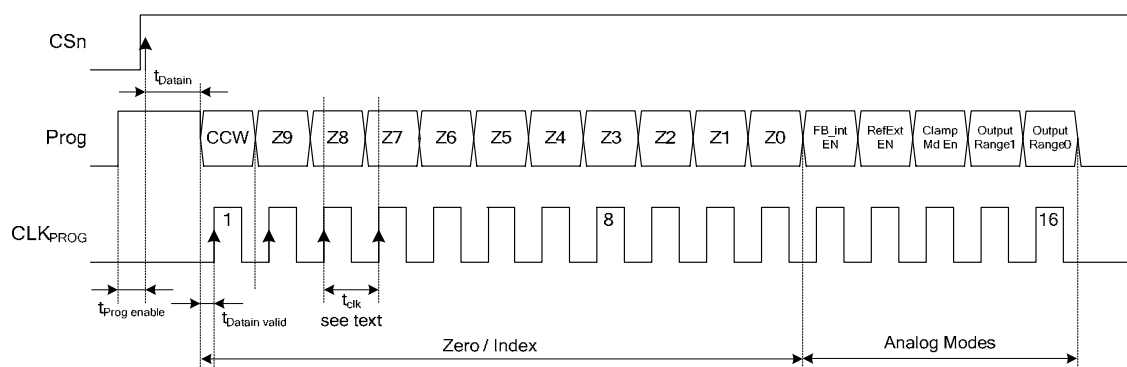 CSn
tDatain
Prog
CCW Z9 Z8 Z7 Z6 Z5 Z4 Z3 Z2 Z1 Z0
FB_int EN
RefExt EN
Clamp Md En
Output Range1
Output Range0
CLKPROG
1 8 16
tProg enable
tDatain valid
tclk
see text
Zero / Index
Analog Modes